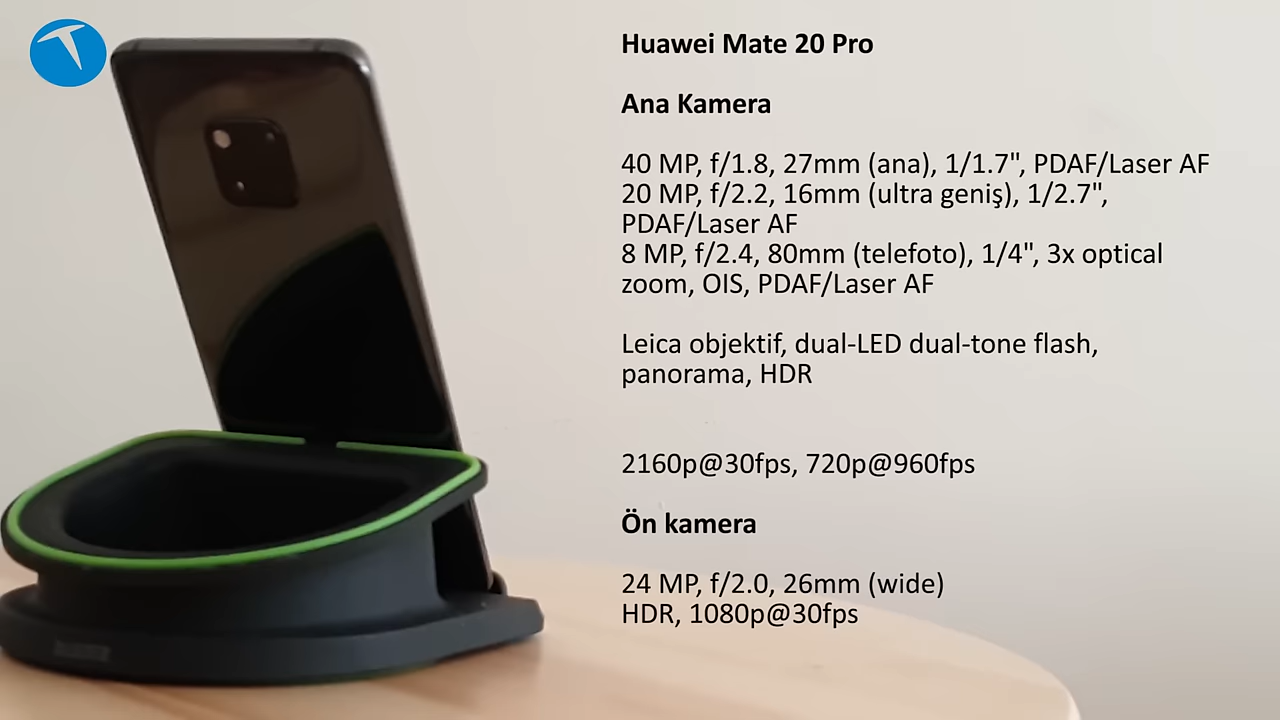 Huawei Mate 20 Pro
Ana Kamera
40 MP, f/1.8, 27mm (ana), 1/1.7", PDAF/Laser AF
20 MP, f/2.2, 16mm (ultra geniş), 1/2.7",
PDAF/Laser AF
8 MP, f/2.4, 80mm (telefoto), 1/4", 3x optical
zoom, OIS, PDAF/Laser AF
Leica objektif, dual-LED dual-tone flash,
panorama, HDR
2160p@30fps, 720p@960fps
Ön kamera
24 MP, f/2.0, 26mm (wide)
HDR, 1080p@30fps